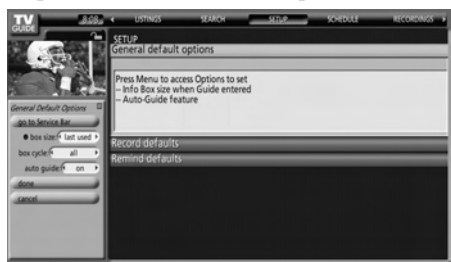 TV GUIDE
8:08p LISTINGS SEARCH SETUP SCHEDULE RECORDINGS
SETUP
General default options
Press Menu to access Options to set
– Info Box size when Guide entered
– Auto-Guide feature
General Default Options
go to Service Bar
box size: last used
box cycle: all
auto guide: on
done
cancel
Record defaults
Remind defaults